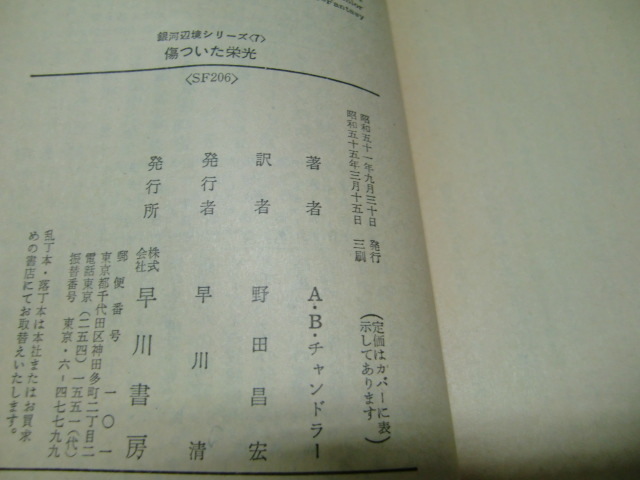 銀河辺境シリーズ〈7〉
傷ついた栄光
〈SF206〉
昭和五十一年九月三十日 発行
昭和五十五年三月十五日 三刷
(定価はカバーに表示してあります)
著者 A・B・チャンドラー
訳者 野田昌宏
発行者 早川清
発行所 株式会社 早川書房
郵便番号 一〇一
東京都千代田区神田多町二丁目二
電話東京(二五四)一五五一(代)
振替番号 東京・六-四七七九九
乱丁本・落丁本は本社またはお買求
めの書店にてお取替えいたします。